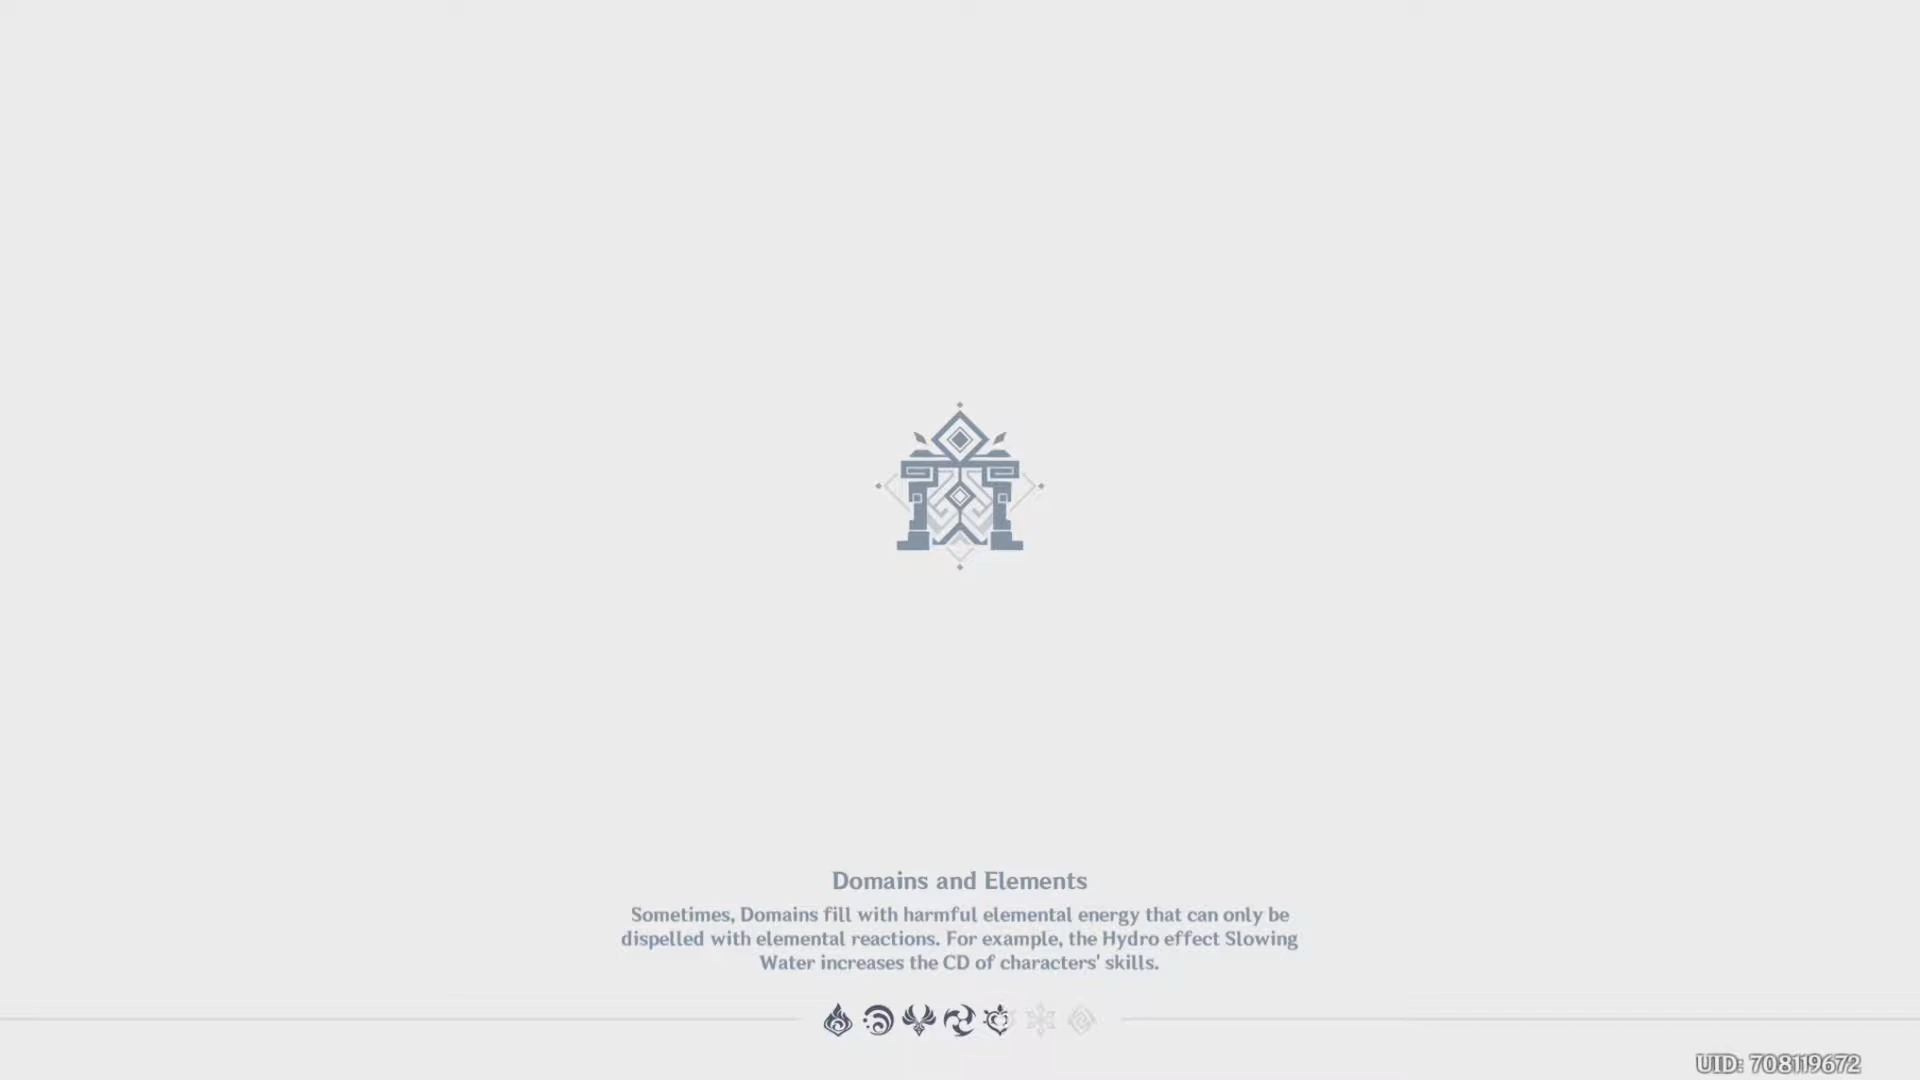 Domains and Elements
Sometimes, Domains fill with harmful elemental energy that can only be
dispelled with elemental reactions. For example, the Hydro effect Slowing
Water increases the CD of characters' skills.
UID: 708119672